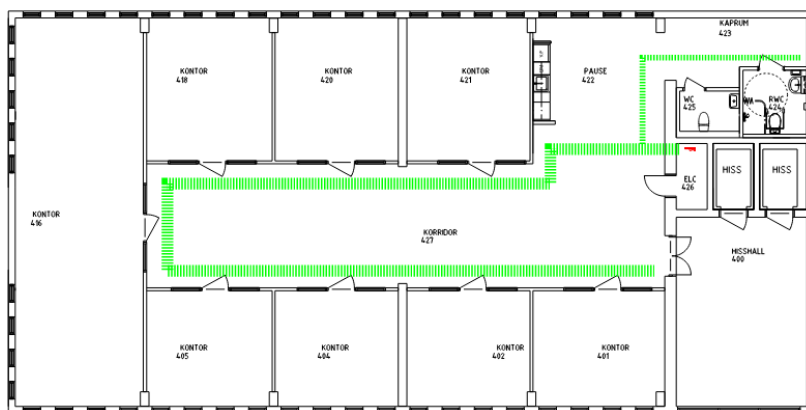 KAPRUM
423
KONTOR
418
KONTOR
420
KONTOR
421
PAUSE
422
WC
425
RWC
424
ELC
426
HISS
HISS
KONTOR
416
KORRIDOR
427
HISSHALL
400
KONTOR
405
KONTOR
404
KONTOR
402
KONTOR
401